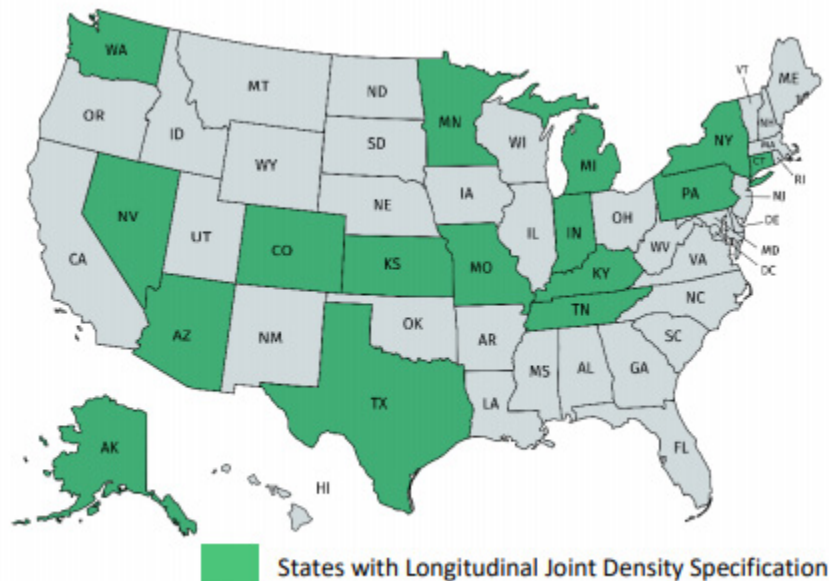 WA
MT
ND
MN
VT
ME
OR
ID
SD
WI
NY
NH
MA
WY
MI
CT
RI
IA
PA
NJ
NV
NE
OH
DE
UT
CO
IL
IN
WV
MD
CA
KS
MO
KY
VA
DC
AZ
NM
OK
TN
NC
AR
SC
MS
AL
GA
TX
LA
FL
AK
HI
States with Longitudinal Joint Density Specification